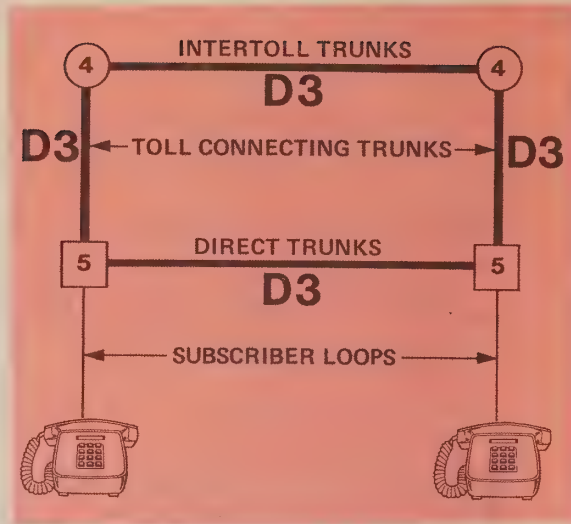 INTERTOLL TRUNKS
4 4
D3
D3 TOLL CONNECTING TRUNKS D3
DIRECT TRUNKS
5 5
D3
SUBSCRIBER LOOPS